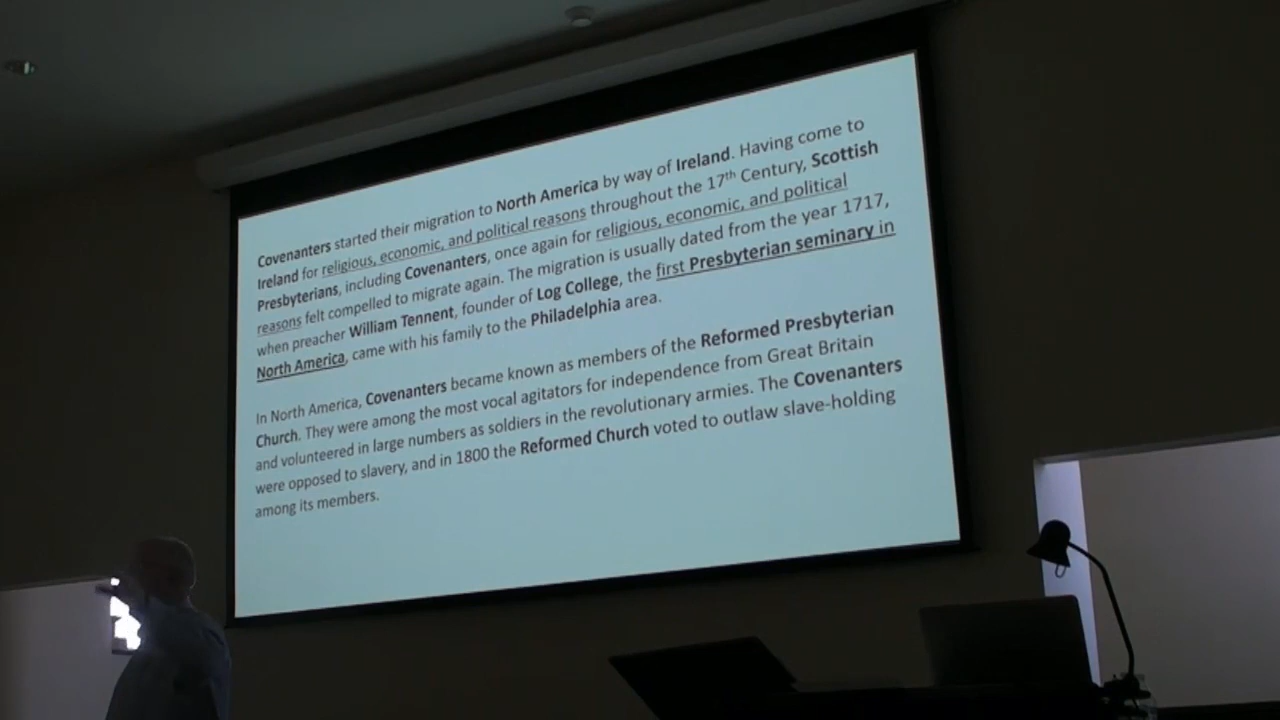 Covenanters started their migration to North America by way of Ireland. Having come to
Ireland for religious, economic, and political reasons throughout the 17th Century, Scottish
Presbyterians, including Covenanters, once again for religious, economic, and political
reasons felt compelled to migrate again. The migration is usually dated from the year 1717,
when preacher William Tennent, founder of Log College, the first Presbyterian seminary in
North America, came with his family to the Philadelphia area.
In North America, Covenanters became known as members of the Reformed Presbyterian
Church. They were among the most vocal agitators for independence from Great Britain
and volunteered in large numbers as soldiers in the revolutionary armies. The Covenanters
were opposed to slavery, and in 1800 the Reformed Church voted to outlaw slave-holding
among its members.